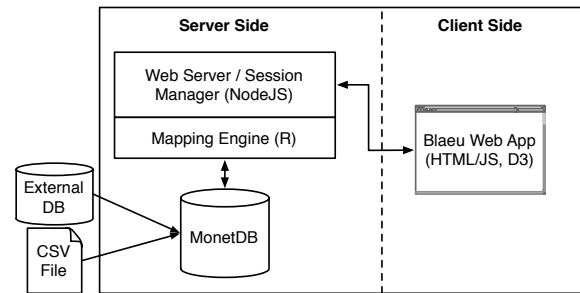 Server Side
Client Side
Web Server / Session
Manager (NodeJS)
Mapping Engine (R)
Blaeu Web App
(HTML/JS, D3)
External
DB
MonetDB
CSV
File